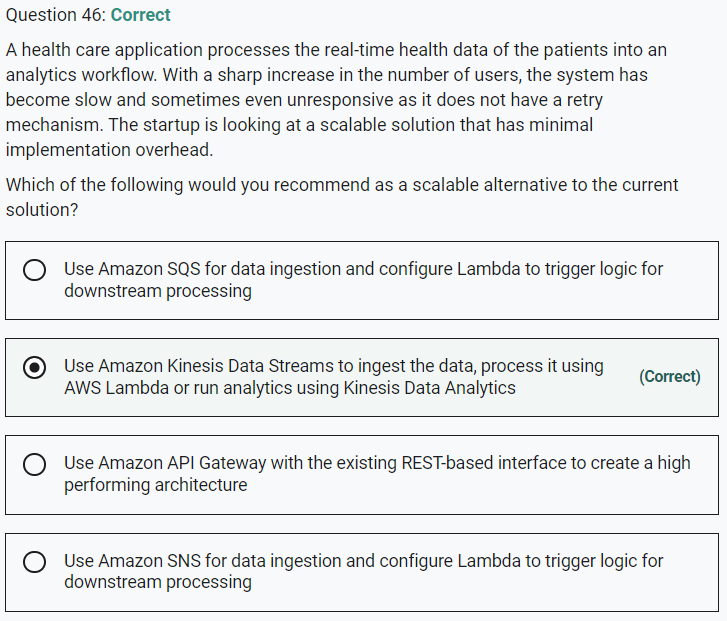 Question 46: Correct
A health care application processes the real-time health data of the patients into an
analytics workflow. With a sharp increase in the number of users, the system has
become slow and sometimes even unresponsive as it does not have a retry
mechanism. The startup is looking at a scalable solution that has minimal
implementation overhead.
Which of the following would you recommend as a scalable alternative to the current
solution?
Use Amazon SQS for data ingestion and configure Lambda to trigger logic for
downstream processing
Use Amazon Kinesis Data Streams to ingest the data, process it using
AWS Lambda or run analytics using Kinesis Data Analytics
(Correct)
Use Amazon API Gateway with the existing REST-based interface to create a high
performing architecture
Use Amazon SNS for data ingestion and configure Lambda to trigger logic for
downstream processing